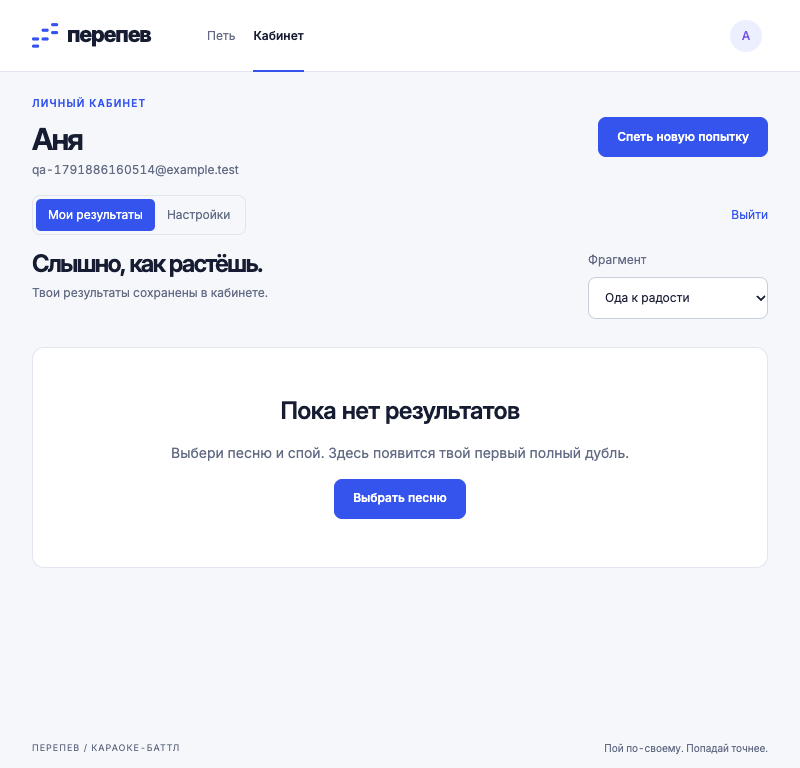 перепев
Петь
Кабинет
А
ЛИЧНЫЙ КАБИНЕТ
Аня
qa-1791886160514@example.test
Спеть новую попытку
Мои результаты
Настройки
Выйти
Слышно, как растёшь.
Твои результаты сохранены в кабинете.
Фрагмент
Ода к радости
Пока нет результатов
Выбери песню и спой. Здесь появится твой первый полный дубль.
Выбрать песню
ПЕРЕПЕВ / КАРАОКЕ-БАТТЛ
Пой по-своему. Попадай точнее.